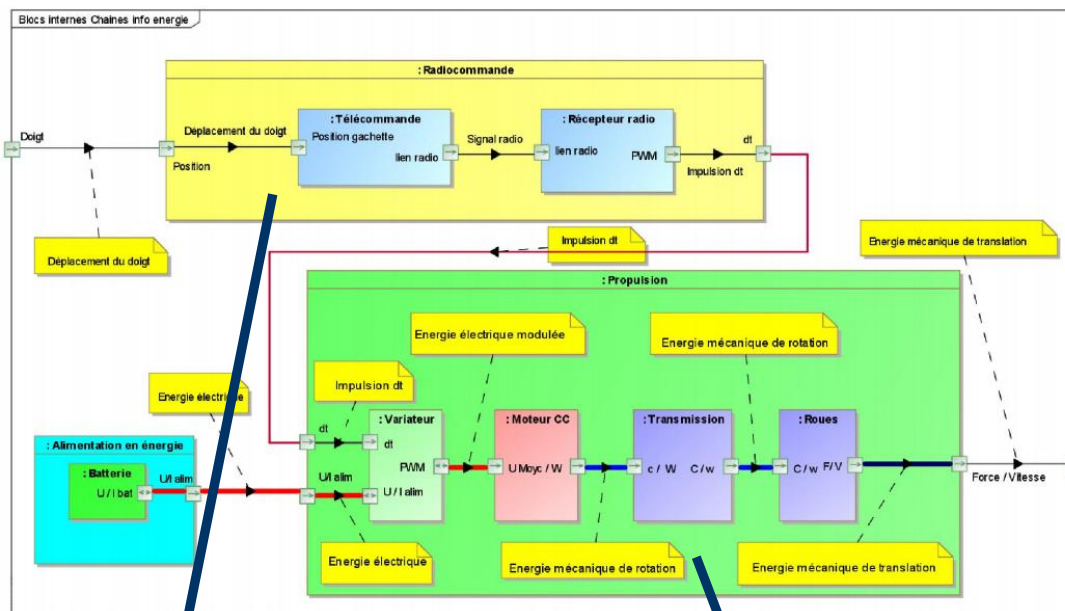 Blocs internes Chaines info energie
: Radiocommande
Doigt
Déplacement du doigt
Position
: Télécommande
Position gachette
lien radio
Signal radio
: Récepteur radio
lien radio
PWM
dt
Impulsion dt
Déplacement du doigt
Impulsion dt
Energie mécanique de translation
: Propulsion
Energie électrique modulée
Energie mécanique de rotation
Impulsion dt
Energie électrique
dt
: Variateur
dt
PWM
U / I alim
: Moteur CC
U Moyc / W
: Transmission
c / W
C / w
: Roues
C / w
F/V
Force / Vitesse
: Alimentation en énergie
: Batterie
U / I bat
U/I alim
U/I alim
Energie électrique
Energie mécanique de rotation
Energie mécanique de translation